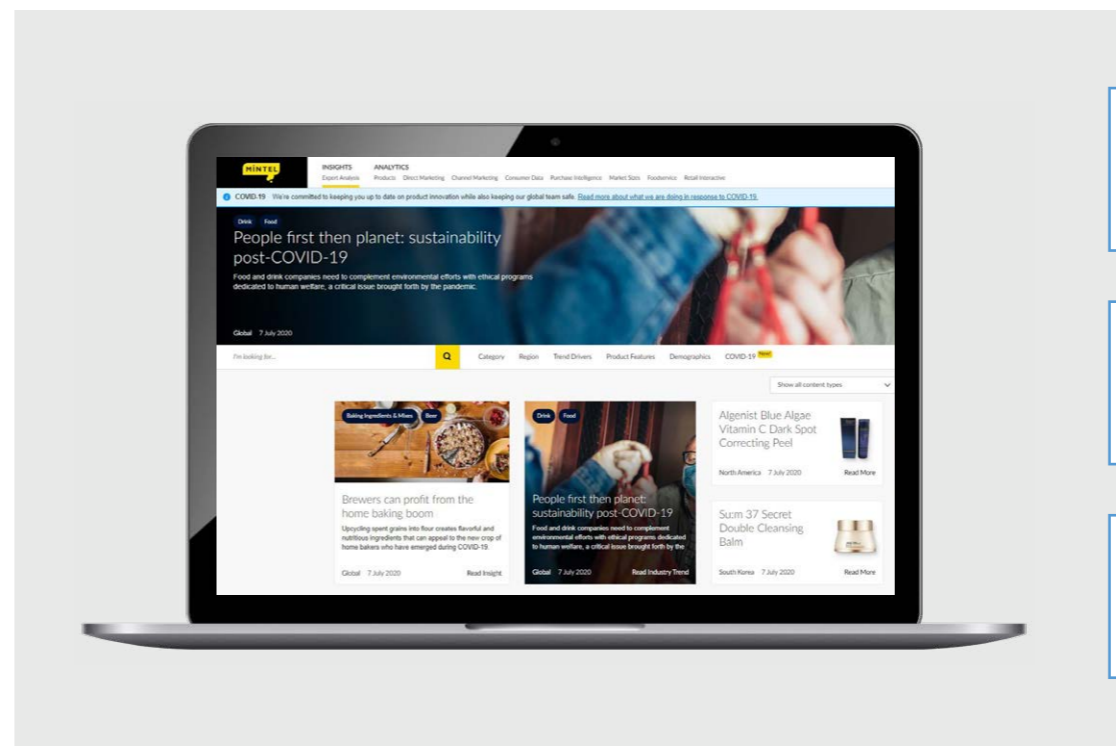 MINTEL
INSIGHTS
ANALYTICS
Expert Analysis Products Direct Marketing Channel Marketing Consumer Data Purchase Intelligence Market Sizes Foodservice Retail Interactive
COVID-19 We're committed to keeping you up to date on product innovation while also keeping our global team safe. Read more about what we are doing in response to COVID-19.
Drink Food
People first then planet: sustainability
post-COVID-19
Food and drink companies need to complement environmental efforts with ethical programs
dedicated to human welfare, a critical issue brought forth by the pandemic.
Global 7 July 2020
I'm looking for... Category Region Trend Drivers Product Features Demographics COVID-19 New!
Show all content types
Baking Ingredients & Mixes Beer
Brewers can profit from the
home baking boom
Upcycling spent grains into flour creates flavorful and
nutritious ingredients that can appeal to the new crop of
home bakers who have emerged during COVID-19.
Global 7 July 2020 Read Insight
Drink Food
People first then planet:
sustainability post-COVID-19
Food and drink companies need to complement
environmental efforts with ethical programs dedicated
to human welfare, a critical issue brought forth by the
Global 7 July 2020 Read Industry Trend
Algenist Blue Algae
Vitamin C Dark Spot
Correcting Peel
North America 7 July 2020 Read More
Su:m 37 Secret
Double Cleansing
Balm
South Korea 7 July 2020 Read More